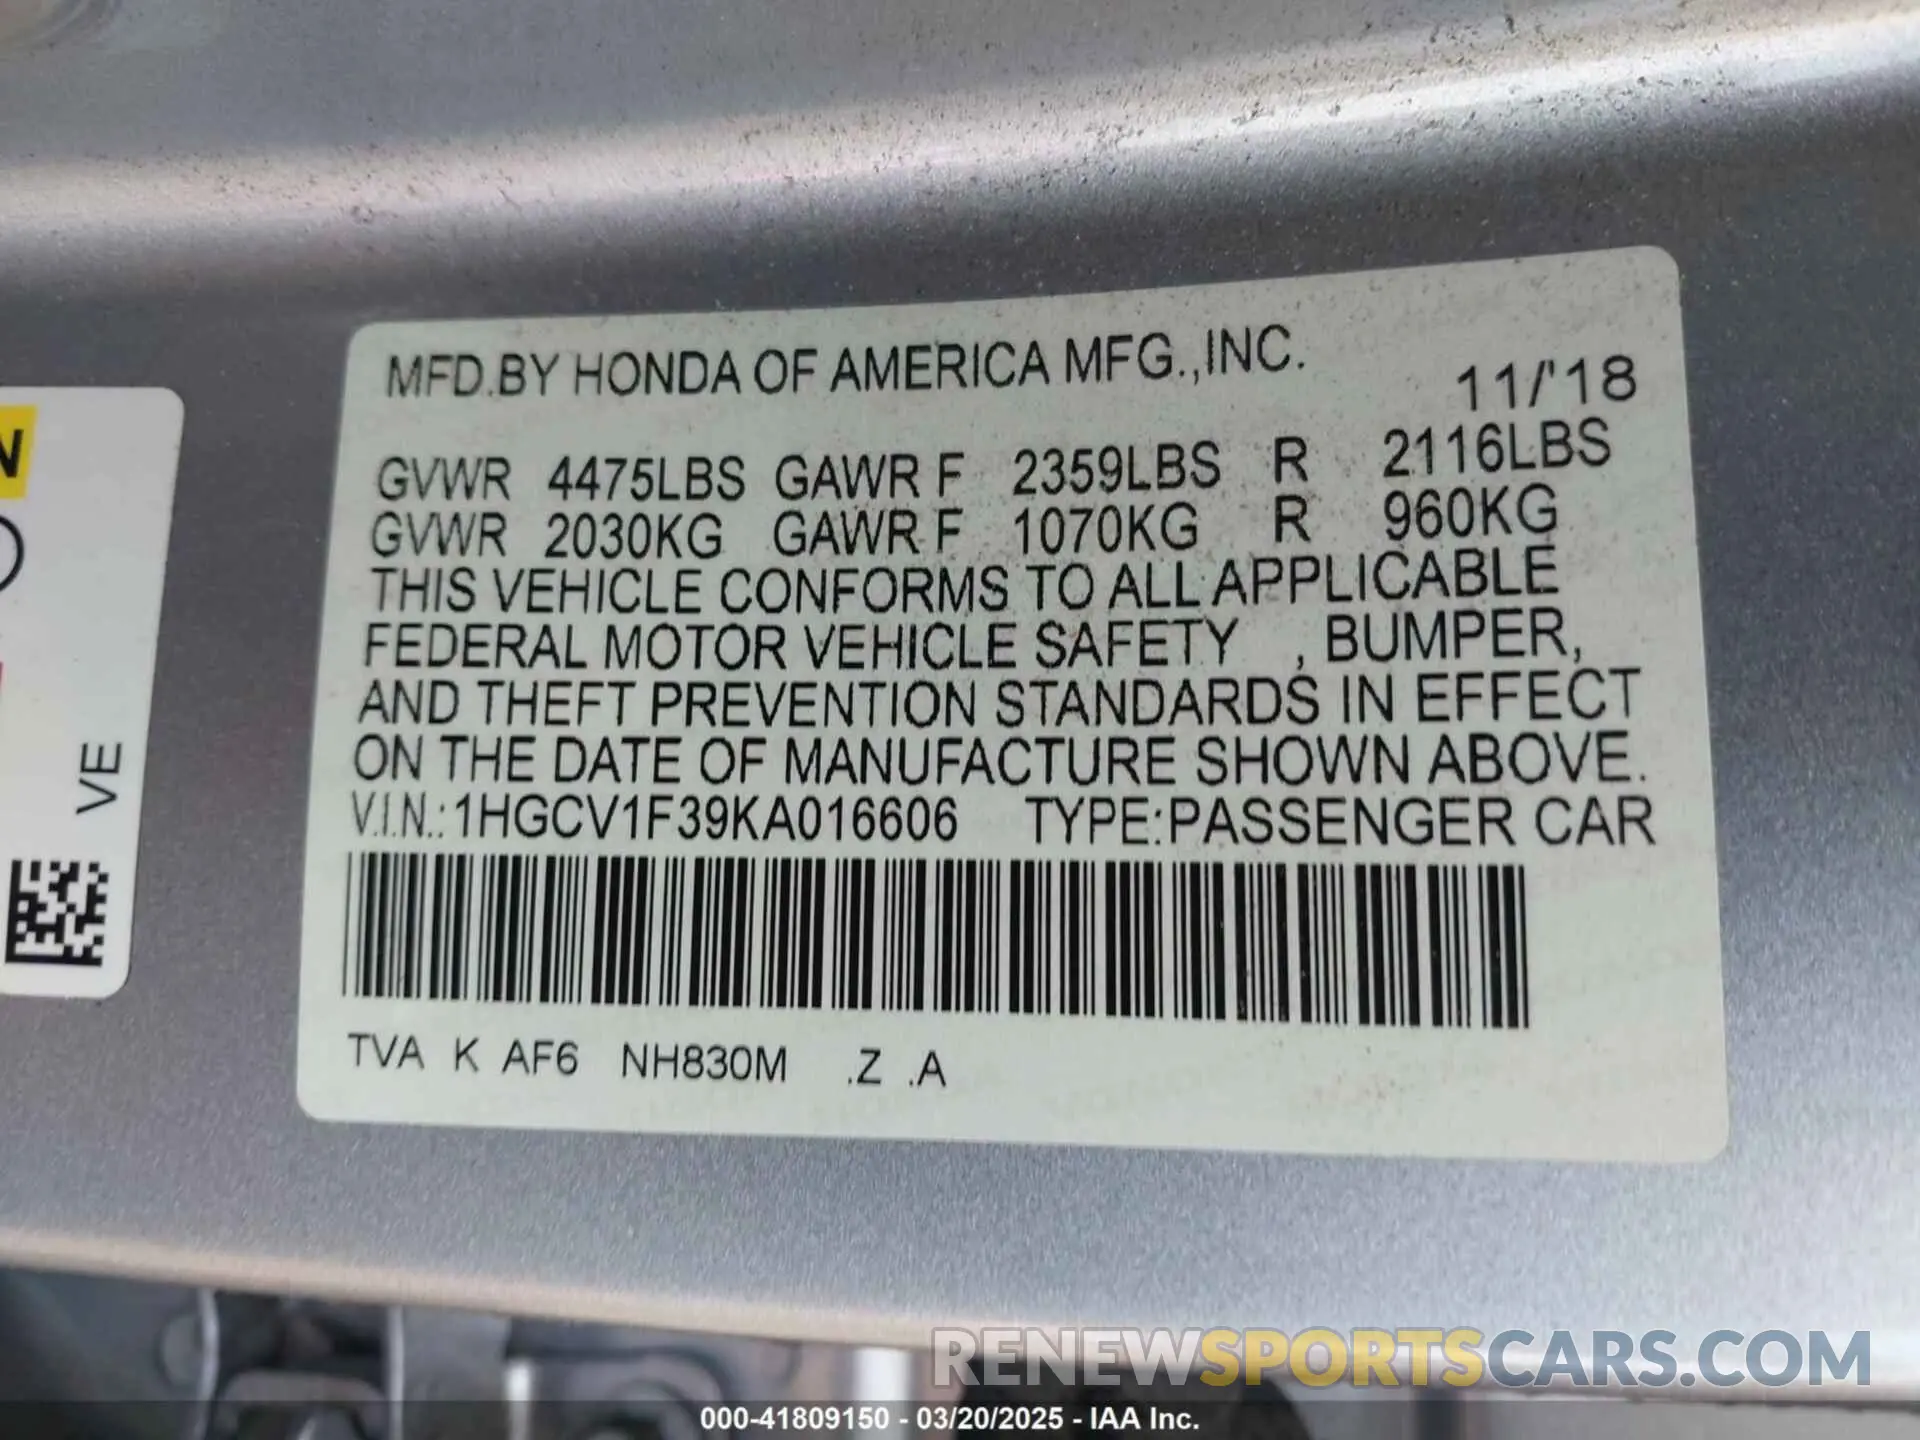 MFD.BY HONDA OF AMERICA MFG.,INC. 11/'18
GVWR 4475LBS GAWR F 2359LBS R 2116LBS
GVWR 2030KG GAWR F 1070KG R 960KG
THIS VEHICLE CONFORMS TO ALL APPLICABLE
FEDERAL MOTOR VEHICLE SAFETY , BUMPER,
AND THEFT PREVENTION STANDARDS IN EFFECT
ON THE DATE OF MANUFACTURE SHOWN ABOVE.
V.I.N.: 1HGCV1F39KA016606 TYPE:PASSENGER CAR
TVA K AF6 NH830M .Z .A
N
VE
RENEWSPORTSCARS.COM
000-41809150 - 03/20/2025 - IAA Inc.